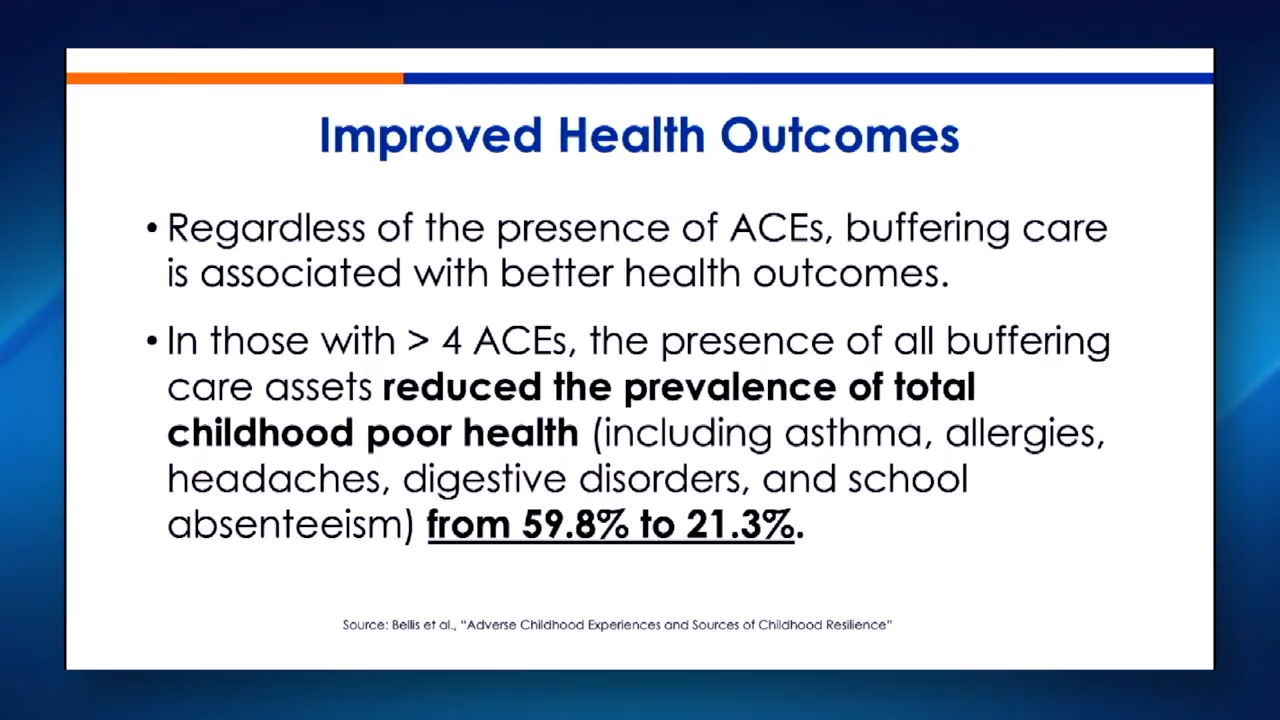 Improved Health Outcomes
• Regardless of the presence of ACEs, buffering care
is associated with better health outcomes.
• In those with > 4 ACEs, the presence of all buffering
care assets reduced the prevalence of total
childhood poor health (including asthma, allergies,
headaches, digestive disorders, and school
absenteeism) from 59.8% to 21.3%.
Source: Bellis et al., “Adverse Childhood Experiences and Sources of Childhood Resilience”